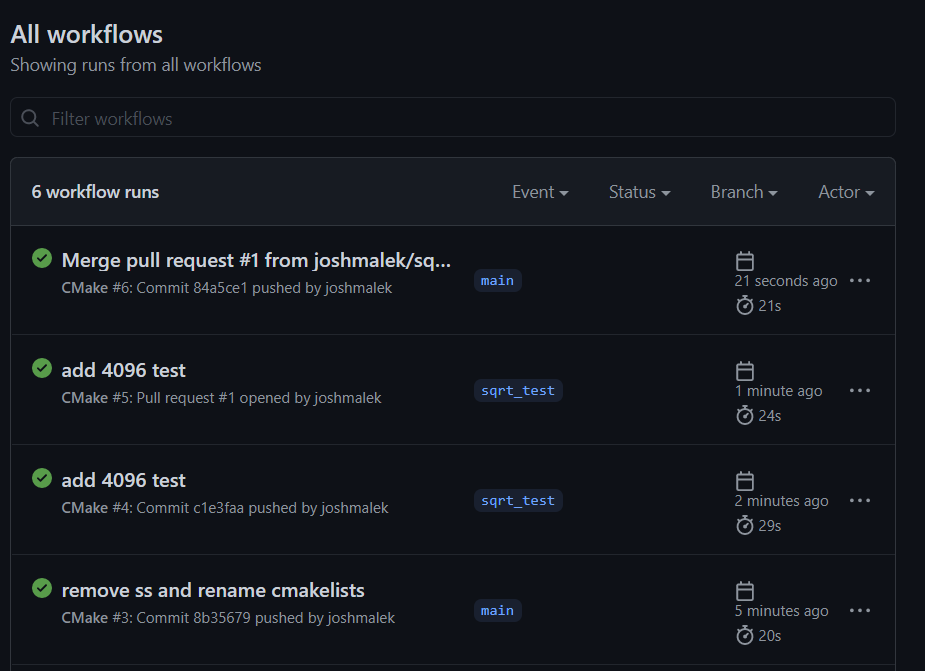 All workflows
Showing runs from all workflows
Filter workflows
6 workflow runs Event Status Branch Actor
Merge pull request #1 from joshmalek/sq...
CMake #6: Commit 84a5ce1 pushed by joshmalek
main
21 seconds ago
21s
add 4096 test
CMake #5: Pull request #1 opened by joshmalek
sqrt_test
1 minute ago
24s
add 4096 test
CMake #4: Commit c1e3faa pushed by joshmalek
sqrt_test
2 minutes ago
29s
remove ss and rename cmakelists
CMake #3: Commit 8b35679 pushed by joshmalek
main
5 minutes ago
20s